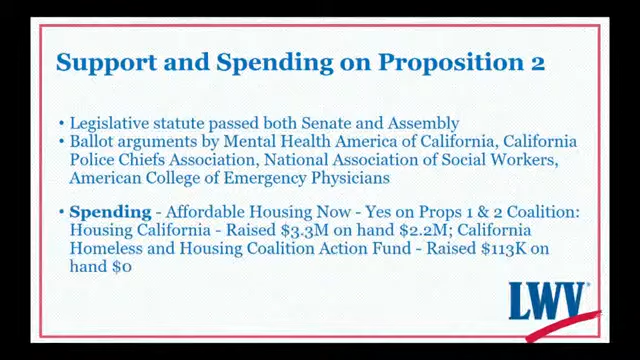 Support and Spending on Proposition 2
• Legislative statute passed both Senate and Assembly
• Ballot arguments by Mental Health America of California, California
Police Chiefs Association, National Association of Social Workers,
American College of Emergency Physicians
• Spending - Affordable Housing Now - Yes on Props 1 & 2 Coalition:
Housing California - Raised $3.3M on hand $2.2M; California
Homeless and Housing Coalition Action Fund - Raised $113K on
hand $0
LWV®